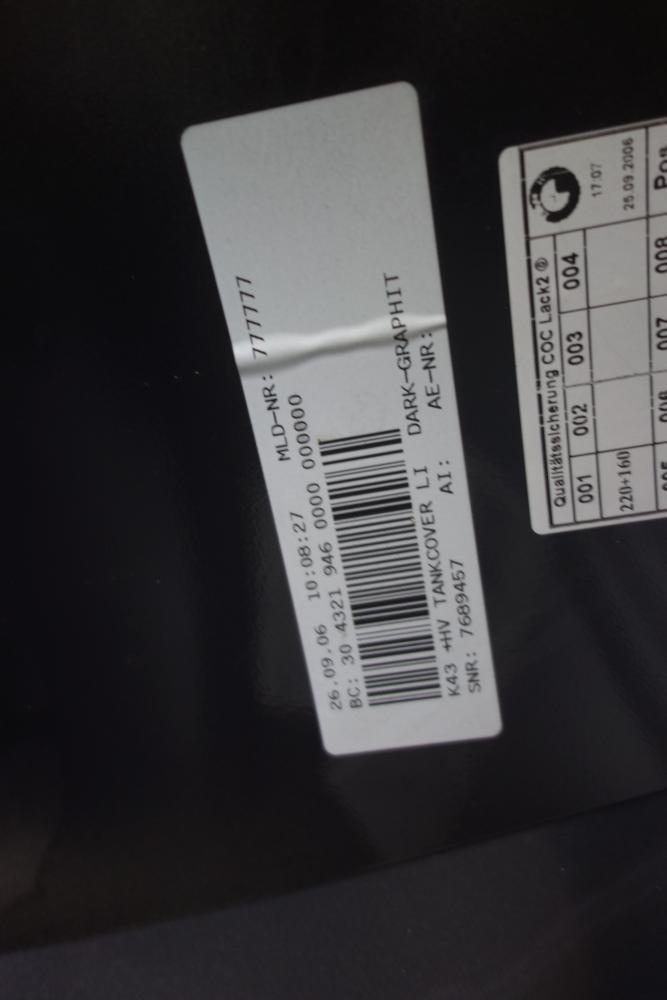 26.09.06 10:08:27 MLD-NR: 777777
BC: 30 4321 946 0000 000000
K43 +HV TANKCOVER LI DARK-GRAPHIT
SNR: 7689457 AI: AE-NR:
17:07
25.09.2006
Qualitätssicherung COC Lack2 ®
001 002 003 004
220+160
007 008